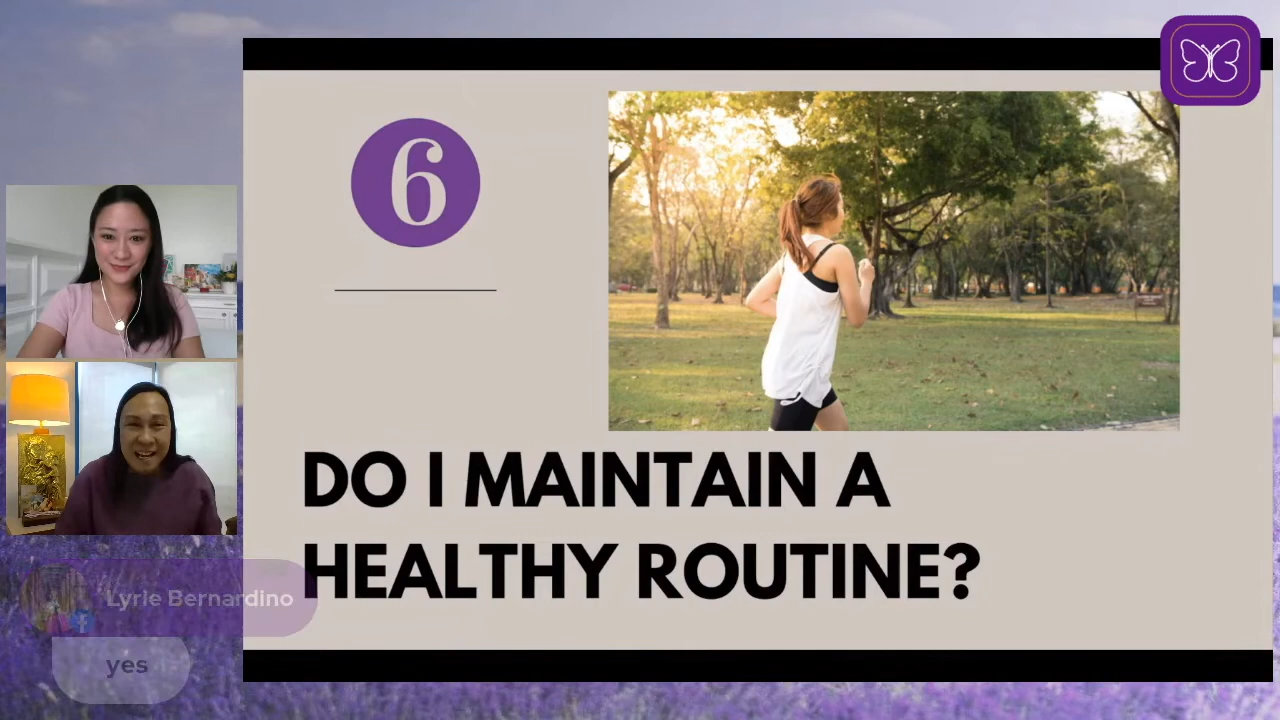 6
DO I MAINTAIN A
HEALTHY ROUTINE?
Lyrie Bernardino
yes